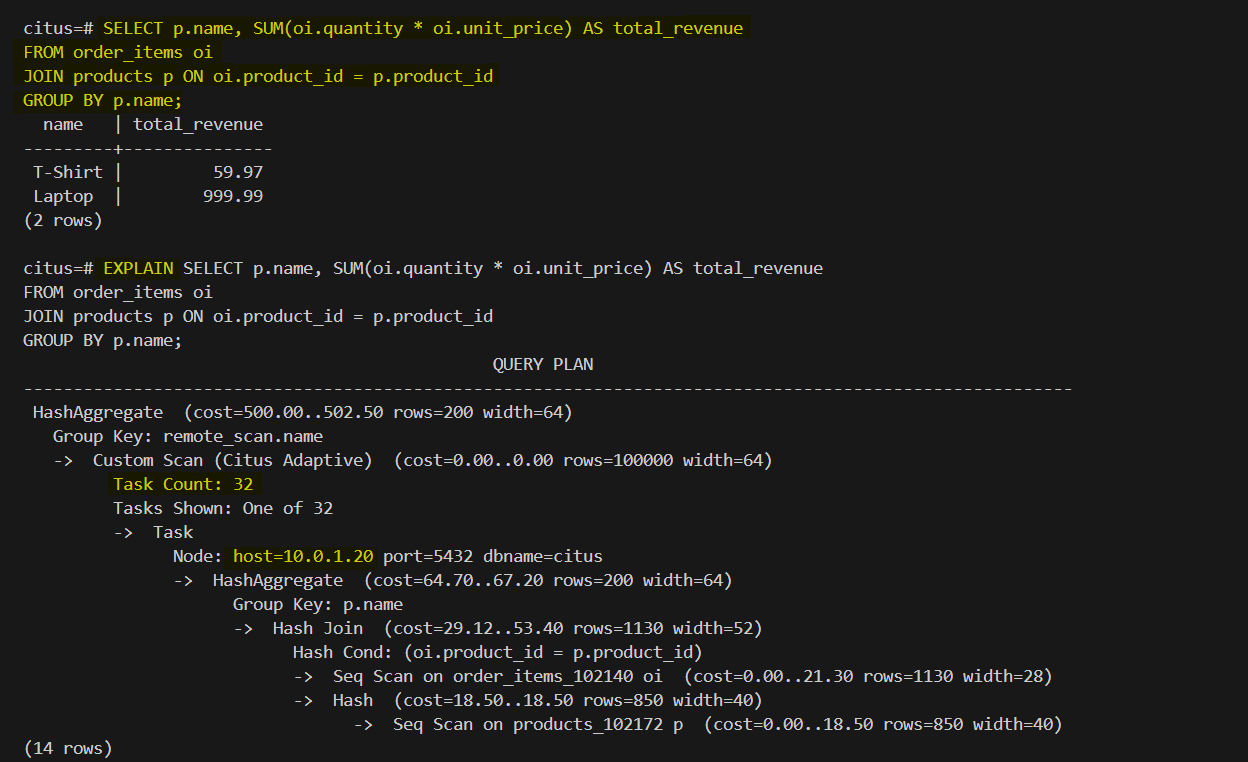 citus=# SELECT p.name, SUM(oi.quantity * oi.unit_price) AS total_revenue
FROM order_items oi
JOIN products p ON oi.product_id = p.product_id
GROUP BY p.name;
  name   | total_revenue
---------+---------------
 T-Shirt |         59.97
 Laptop  |        999.99
(2 rows)

citus=# EXPLAIN SELECT p.name, SUM(oi.quantity * oi.unit_price) AS total_revenue
FROM order_items oi
JOIN products p ON oi.product_id = p.product_id
GROUP BY p.name;
                                               QUERY PLAN
---------------------------------------------------------------------------------------------------------
 HashAggregate  (cost=500.00..502.50 rows=200 width=64)
   Group Key: remote_scan.name
   ->  Custom Scan (Citus Adaptive)  (cost=0.00..0.00 rows=100000 width=64)
         Task Count: 32
         Tasks Shown: One of 32
         ->  Task
               Node: host=10.0.1.20 port=5432 dbname=citus
               ->  HashAggregate  (cost=64.70..67.20 rows=200 width=64)
                     Group Key: p.name
                     ->  Hash Join  (cost=29.12..53.40 rows=1130 width=52)
                           Hash Cond: (oi.product_id = p.product_id)
                           ->  Seq Scan on order_items_102140 oi  (cost=0.00..21.30 rows=1130 width=28)
                           ->  Hash  (cost=18.50..18.50 rows=850 width=40)
                                 ->  Seq Scan on products_102172 p  (cost=0.00..18.50 rows=850 width=40)
(14 rows)